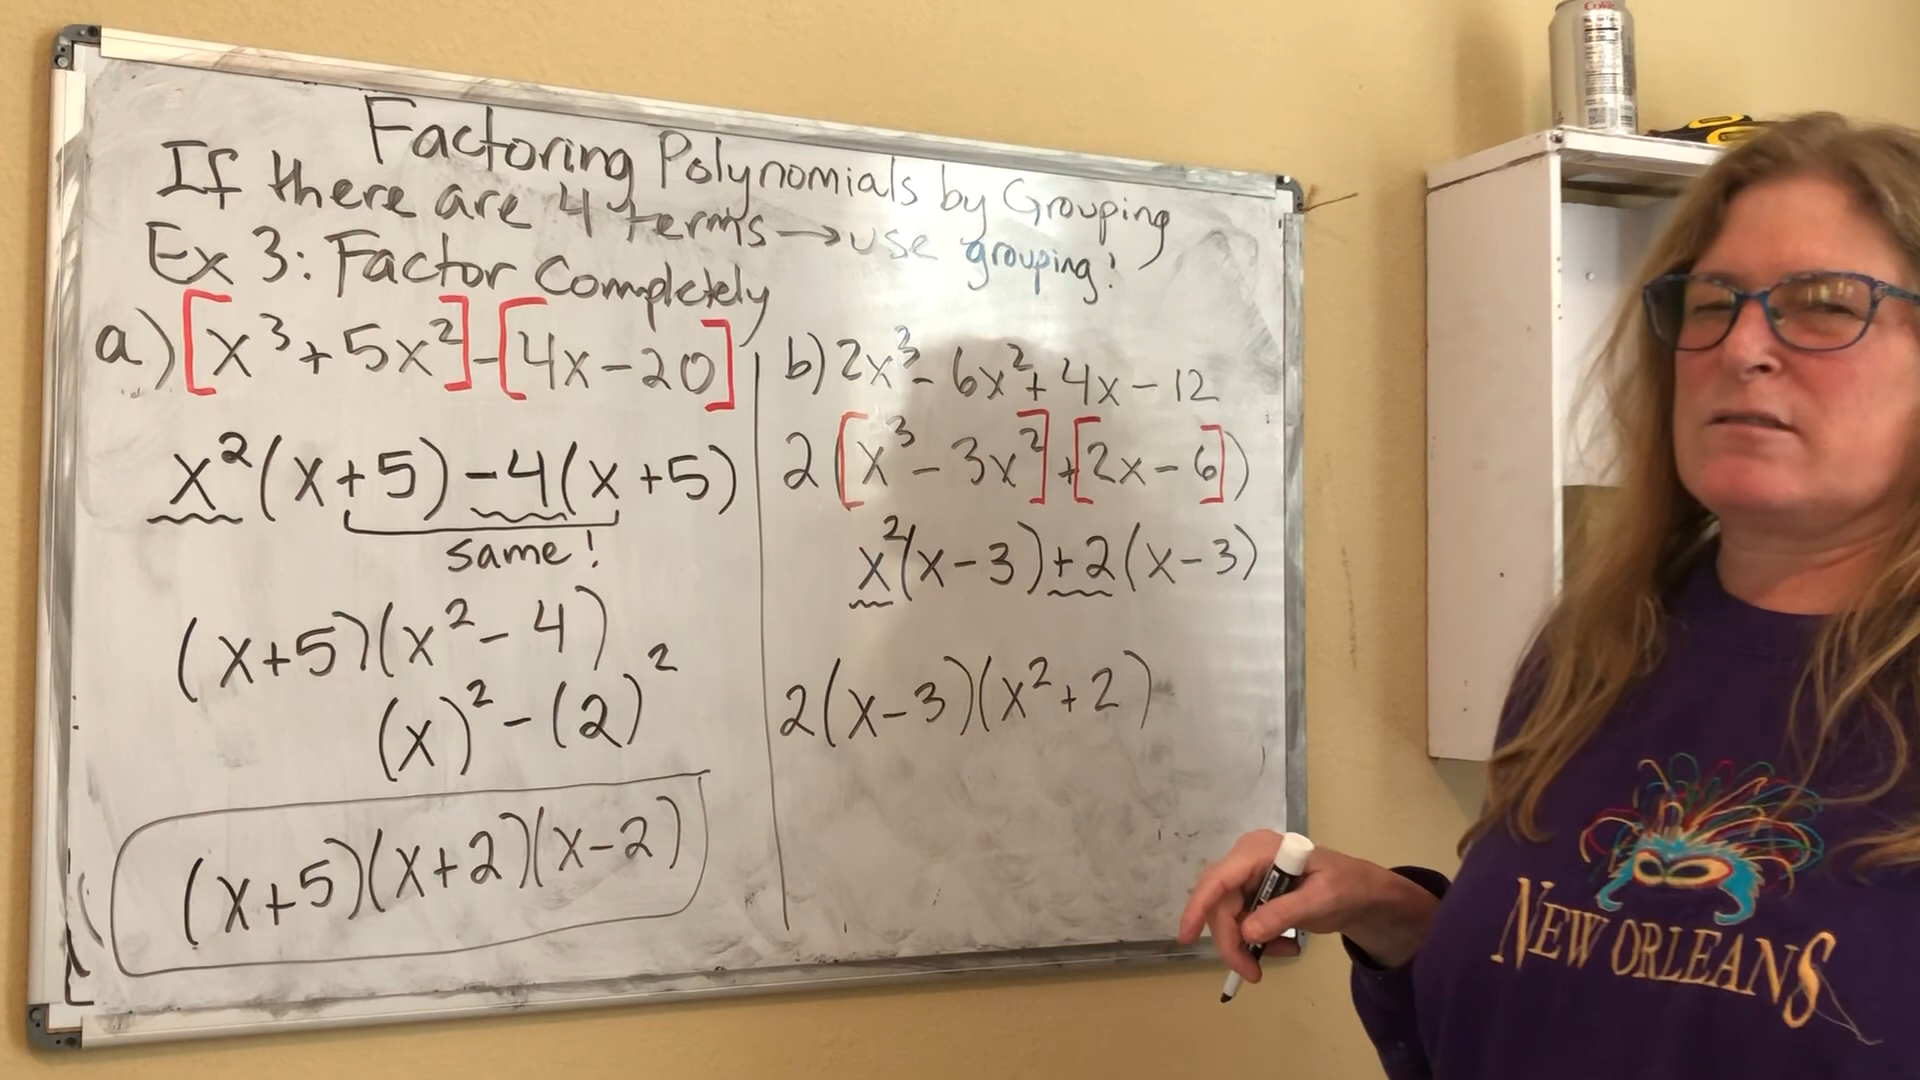 Factoring Polynomials by Grouping
If there are 4 terms → use grouping!
Ex 3: Factor Completely
a) [x³ + 5x²] - [4x - 20]
x²(x + 5) - 4(x + 5)
same!
(x+5)(x² - 4)
(x)² - (2)²
(x+5)(x+2)(x-2)
b) 2x³ - 6x² + 4x - 12
2([x³ - 3x²] + [2x - 6])
x²(x - 3) + 2(x - 3)
2(x-3)(x² + 2)
Coke
NEW ORLEANS